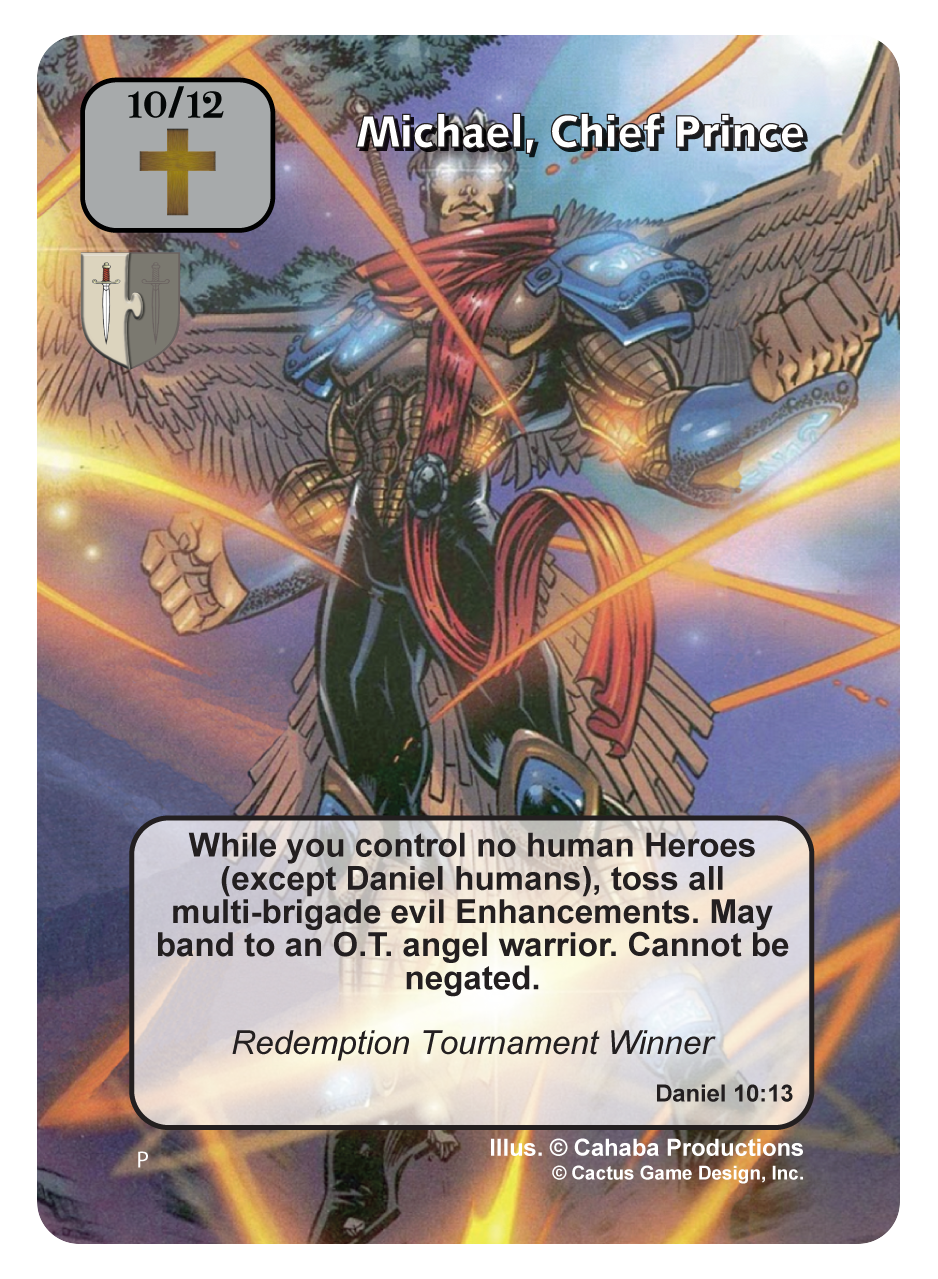 10/12
Michael, Chief Prince
While you control no human Heroes
(except Daniel humans), toss all
multi-brigade evil Enhancements. May
band to an O.T. angel warrior. Cannot be
negated.
Redemption Tournament Winner
Daniel 10:13
P
Illus. © Cahaba Productions
© Cactus Game Design, Inc.